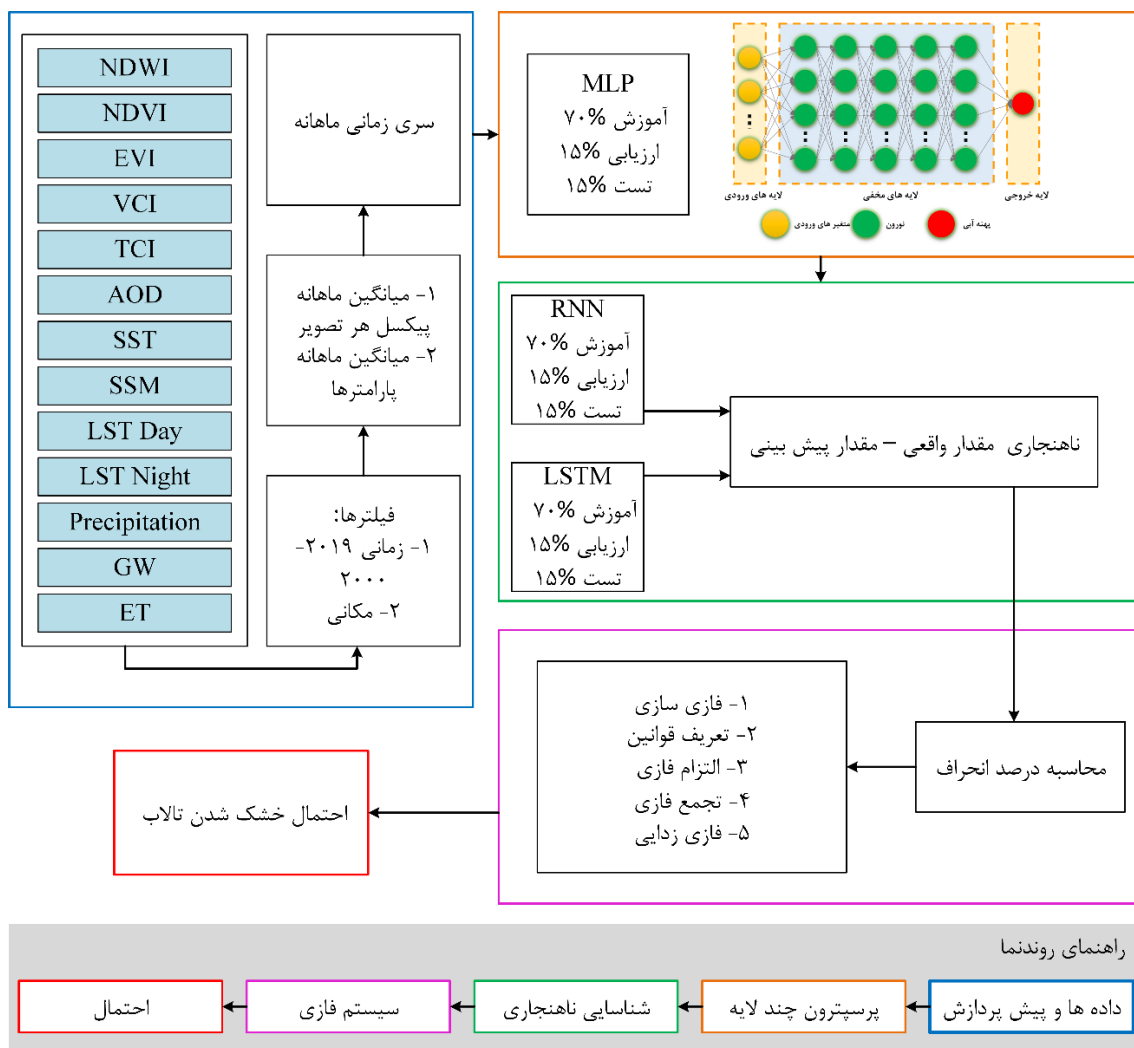 NDWI
NDVI
EVI
VCI
TCI
AOD
SST
SSM
LST Day
LST Night
Precipitation
GW
ET
فیلترها:
۱- زمانی ۲۰۱۹-
۲۰۰۰
۲- مکانی
۱- میانگین ماهانه
پیکسل هر تصویر
۲- میانگین ماهانه
پارامترها
سری زمانی ماهانه
MLP
آموزش %۷۰
ارزیابی %۱۵
تست %۱۵
لایه های ورودی
لایه های مخفی
لایه خروجی
متغیر های ورودی
نورون
پهنه آبی
RNN
آموزش %۷۰
ارزیابی %۱۵
تست %۱۵
LSTM
آموزش %۷۰
ارزیابی %۱۵
تست %۱۵
ناهنجاری مقدار واقعی – مقدار پیش بینی
محاسبه درصد انحراف
۱- فازی سازی
۲- تعریف قوانین
۳- التزام فازی
۴- تجمع فازی
۵- فازی زدایی
احتمال خشک شدن تالاب
راهنمای روندنما
داده ها و پیش پردازش
پرسپترون چند لایه
شناسایی ناهنجاری
سیستم فازی
احتمال